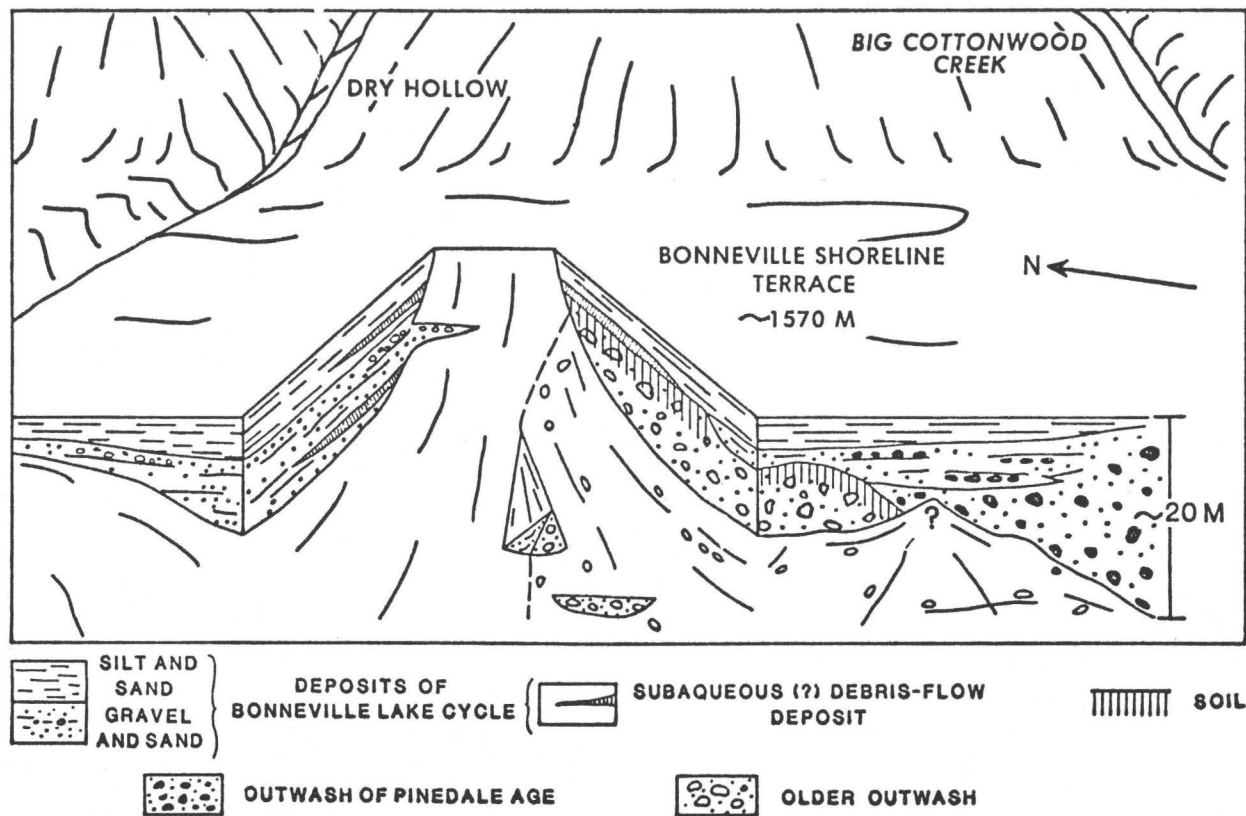 DRY HOLLOW
BIG COTTONWOOD
CREEK
BONNEVILLE SHORELINE
TERRACE
~1570 M
N
?
~20 M
SILT AND
SAND
GRAVEL
AND SAND
DEPOSITS OF
BONNEVILLE LAKE CYCLE
SUBAQUEOUS (?) DEBRIS-FLOW
DEPOSIT
SOIL
OUTWASH OF PINEDALE AGE
OLDER OUTWASH